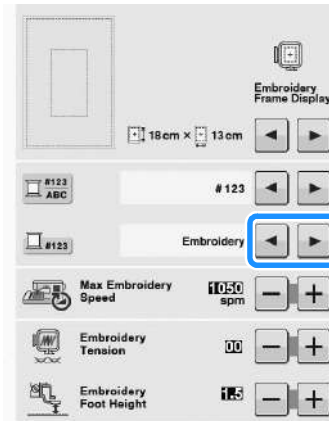 Embroidery
Frame Display
18cm × 13cm
#123
ABC
#123
#123
Embroidery
Max Embroidery
Speed
1050
spm
Embroidery
Tension
00
Embroidery
Foot Height
1.5